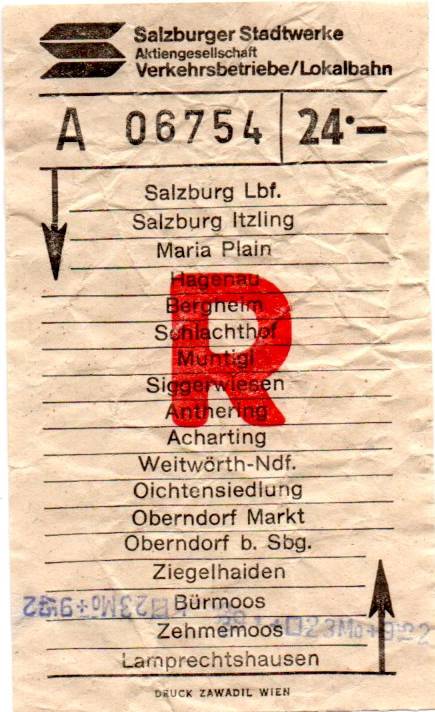 Salzburger Stadtwerke
Aktiengesellschaft
Verkehrsbetriebe/Lokalbahn
A 06754 24·—
Salzburg Lbf.
Salzburg Itzling
Maria Plain
Hagenau
Bergheim
Schlachthof
Muntigl
Siggerwiesen
Anthering
Acharting
Weitwörth-Ndf.
Oichtensiedlung
Oberndorf Markt
Oberndorf b. Sbg.
Ziegelhaiden
Bürmoos
Zehmemoos
Lamprechtshausen
R
DRUCK ZAWADIL WIEN